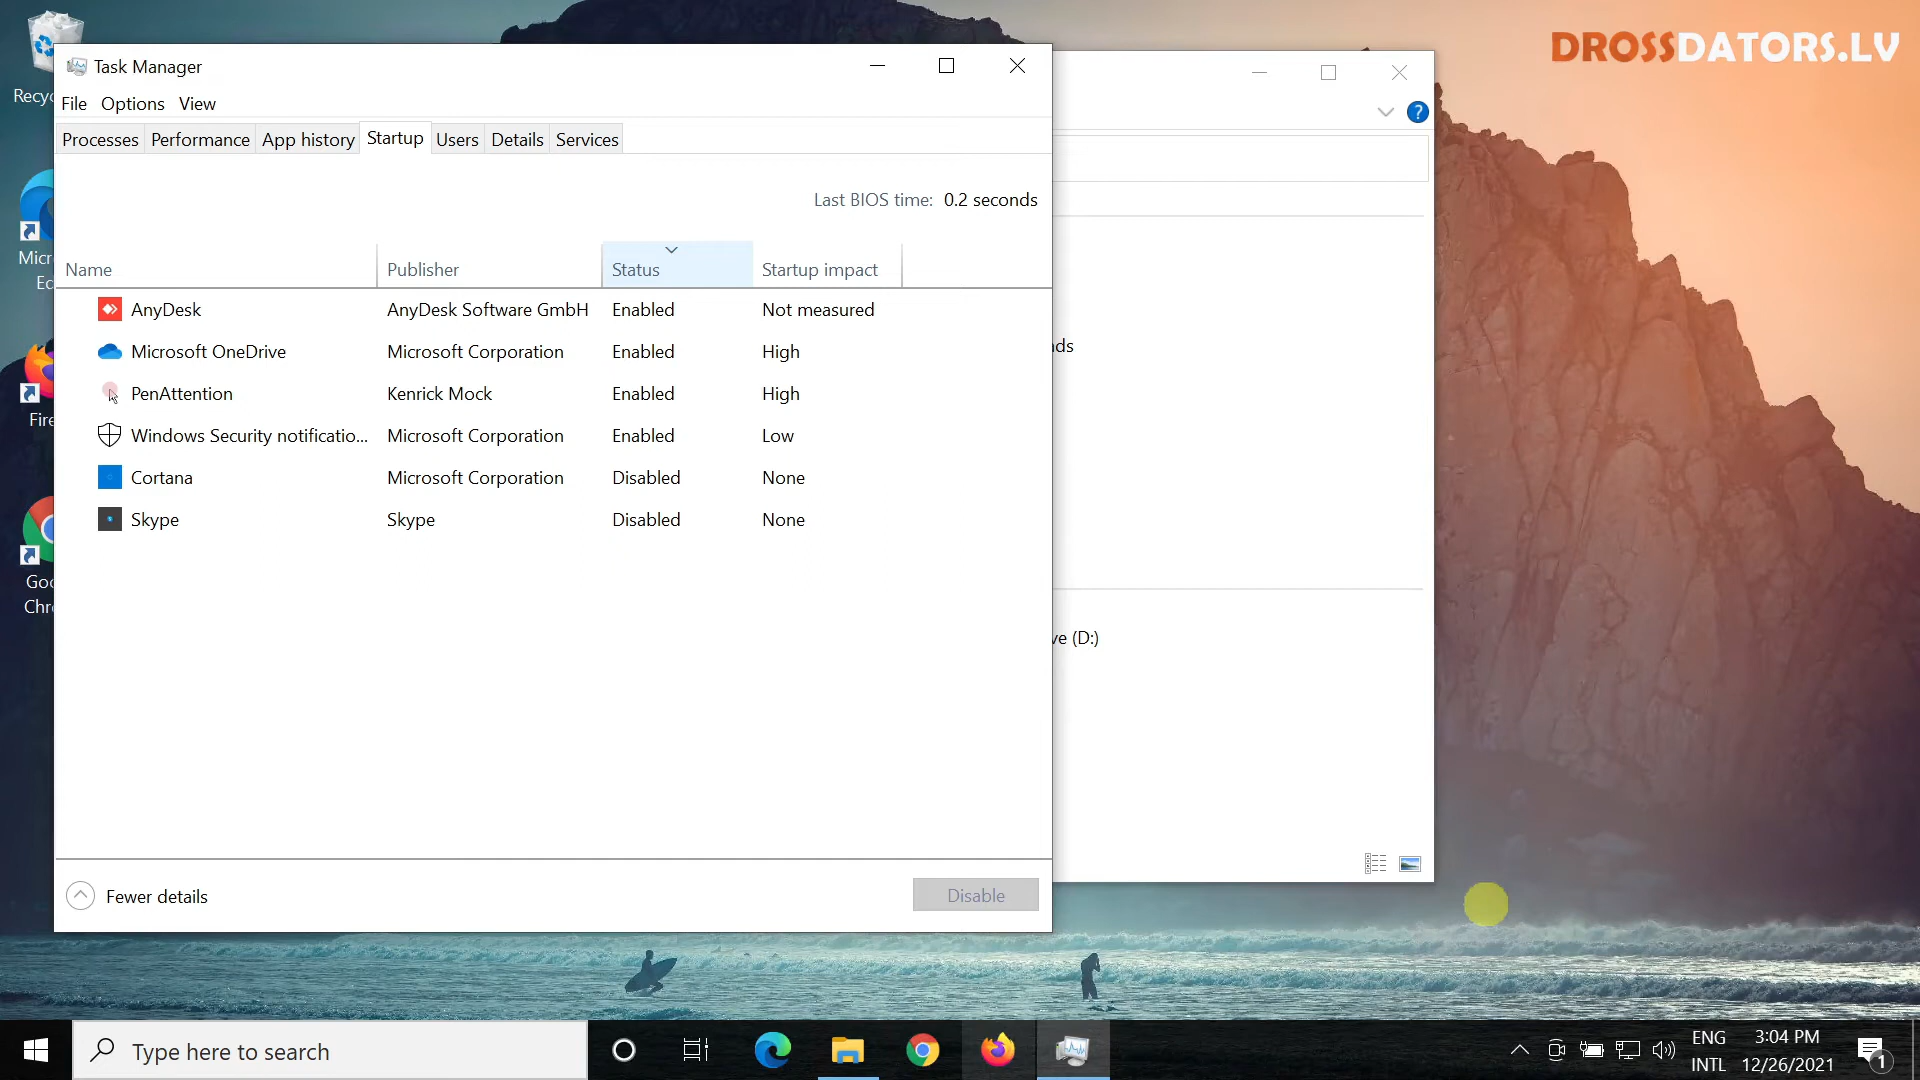 DROSSDATORS.LV
Recyc
Task Manager
File Options View
Processes Performance App history Startup Users Details Services
Last BIOS time: 0.2 seconds
Name Publisher Status Startup impact
AnyDesk AnyDesk Software GmbH Enabled Not measured
Microsoft OneDrive Microsoft Corporation Enabled High
PenAttention Kenrick Mock Enabled High
Windows Security notificatio... Microsoft Corporation Enabled Low
Cortana Microsoft Corporation Disabled None
Skype Skype Disabled None
Fewer details Disable
?
nds
ve (D:)
Micr
Ec
Fire
Goo
Chr
Type here to search
ENG
INTL
3:04 PM
12/26/2021
1